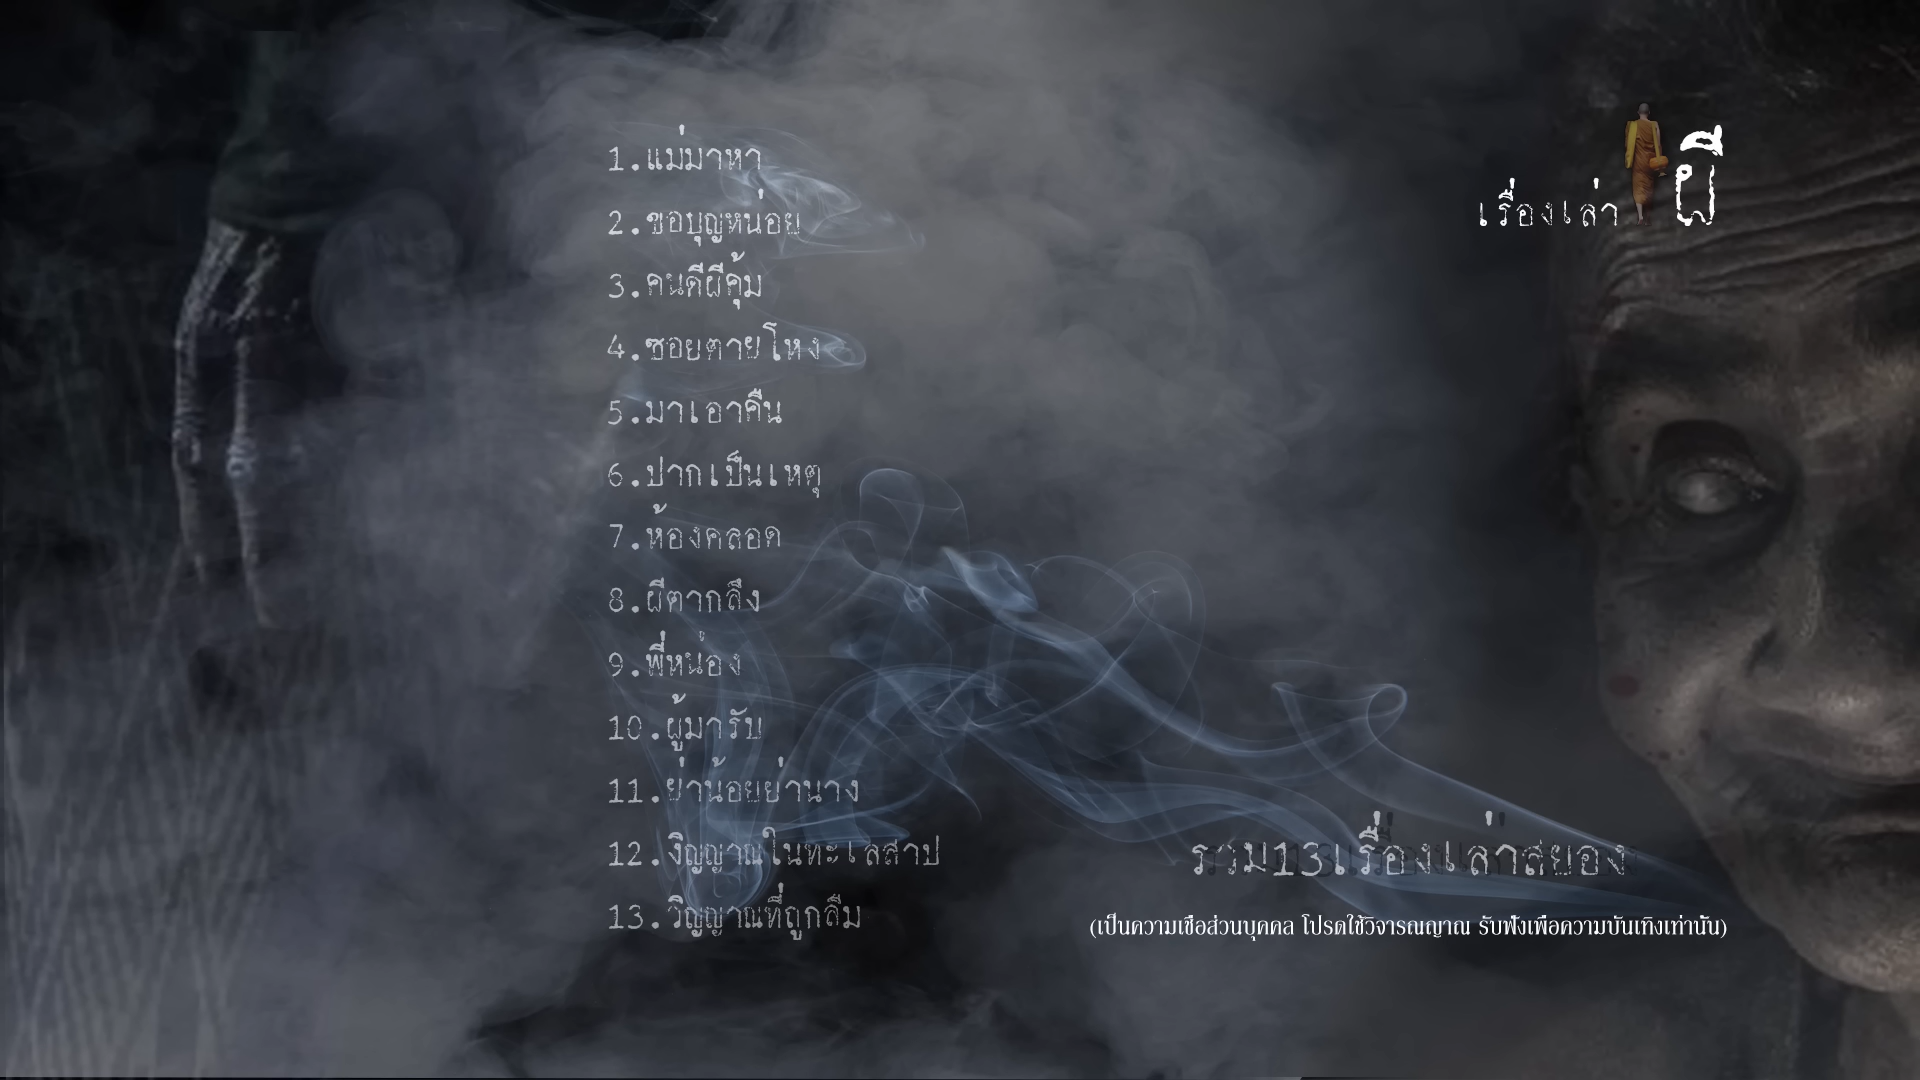 1.แม่มาหา
2.ขอบุญหน่อย
3.คนดีผีคุ้ม
4.ซอยตายโหง
5.มาเอาคืน
6.ปากเป็นเหตุ
7.ห้องคลอด
8.ผีตากลึง
9.พี่หน่อง
10.ผู้มารับ
11.ย่าน้อยย่านาง
12.วิญญาณในทะเลสาป
13.วิญญาณที่ถูกลืม
เรื่องเล่า ผี
รวม13เรื่องเล่าสยอง
(เป็นความเชื่อส่วนบุคคล โปรดใช้วิจารณญาณ รับฟังเพื่อความบันเทิงเท่านั้น)